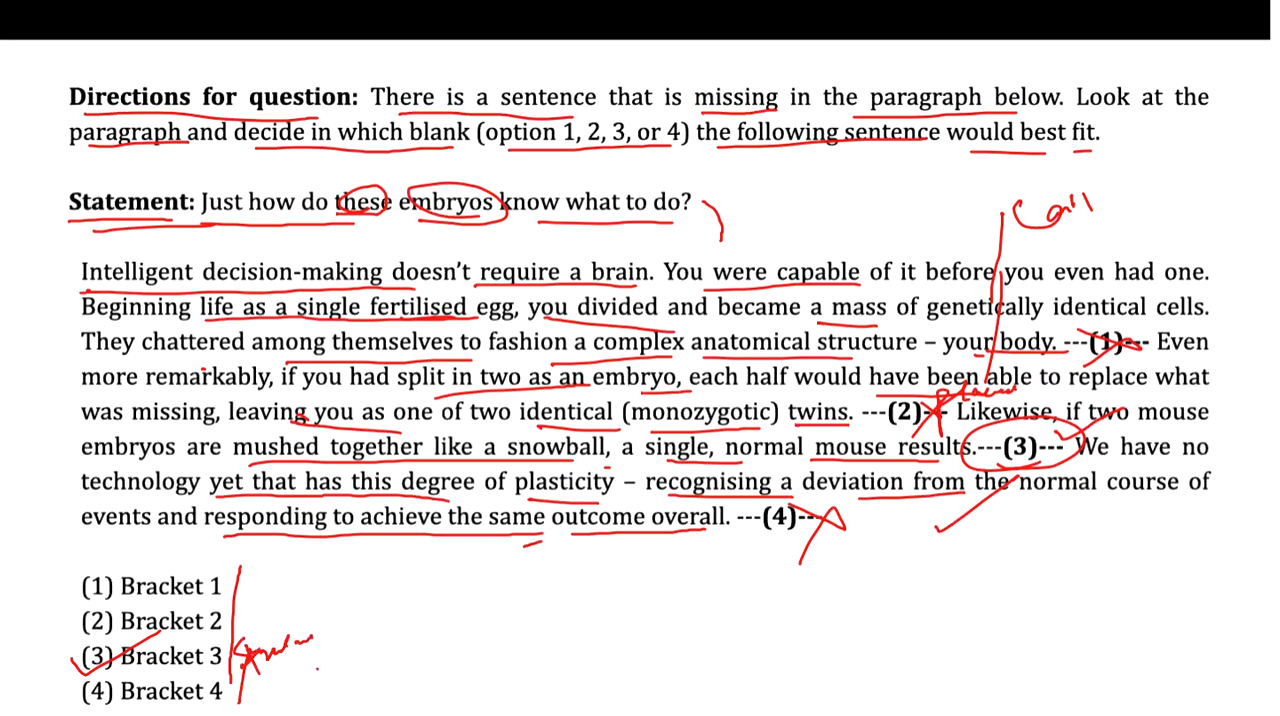 Directions for question: There is a sentence that is missing in the paragraph below. Look at the
paragraph and decide in which blank (option 1, 2, 3, or 4) the following sentence would best fit.
Statement: Just how do these embryos know what to do?
Intelligent decision-making doesn't require a brain. You were capable of it before you even had one.
Beginning life as a single fertilised egg, you divided and became a mass of genetically identical cells.
They chattered among themselves to fashion a complex anatomical structure – your body. ---(1)--- Even
more remarkably, if you had split in two as an embryo, each half would have been able to replace what
was missing, leaving you as one of two identical (monozygotic) twins. ---(2)--- Likewise, if two mouse
embryos are mushed together like a snowball, a single, normal mouse results.---(3)--- We have no
technology yet that has this degree of plasticity – recognising a deviation from the normal course of
events and responding to achieve the same outcome overall. ---(4)---
(1) Bracket 1
(2) Bracket 2
(3) Bracket 3
(4) Bracket 4